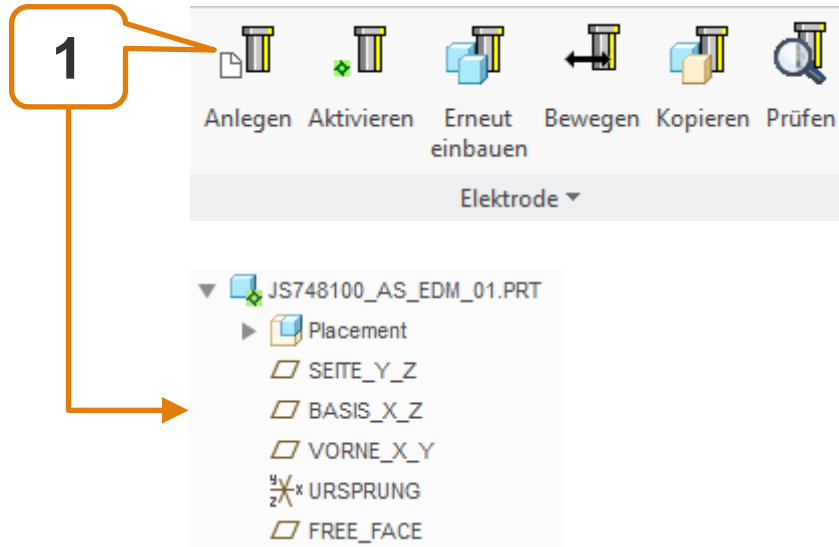 1
Anlegen Aktivieren Erneut einbauen Bewegen Kopieren Prüfen
Elektrode
JS748100_AS_EDM_01.PRT
Placement
SEITE_Y_Z
BASIS_X_Z
VORNE_X_Y
y
z x URSPRUNG
FREE_FACE